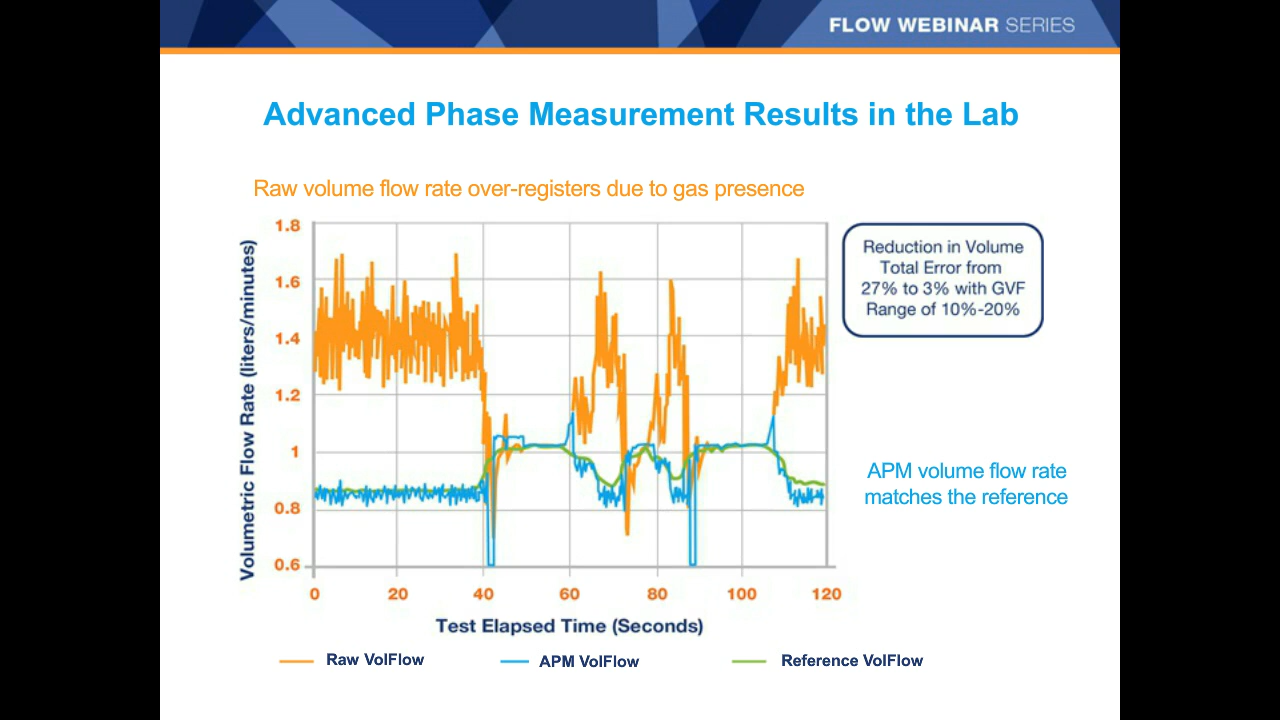 FLOW WEBINAR SERIES
Advanced Phase Measurement Results in the Lab
Raw volume flow rate over-registers due to gas presence
Volumetric Flow Rate (liters/minutes)
1.8
1.6
1.4
1.2
1
0.8
0.6
0 20 40 60 80 100 120
Test Elapsed Time (Seconds)
Reduction in Volume
Total Error from
27% to 3% with GVF
Range of 10%-20%
APM volume flow rate
matches the reference
Raw VolFlow APM VolFlow Reference VolFlow